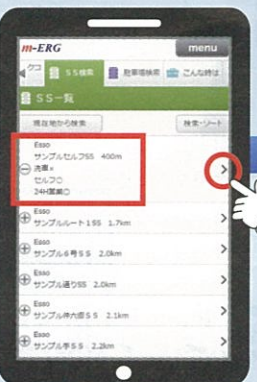 m-ERG
menu
クコ
SS検索
駐車場検索
こんな時は
SS一覧
現在地から検索
検索・ソート
Esso
サンプルセルフSS 400m
洗車×
セルフ○
24H営業○
Esso
サンプルルート1SS 1.7km
Esso
サンプル6号SS 2.0km
Esso
サンプル通りSS 2.0km
Esso
サンプル仲六郷SS 2.1km
Esso
サンプル手SS 2.2km